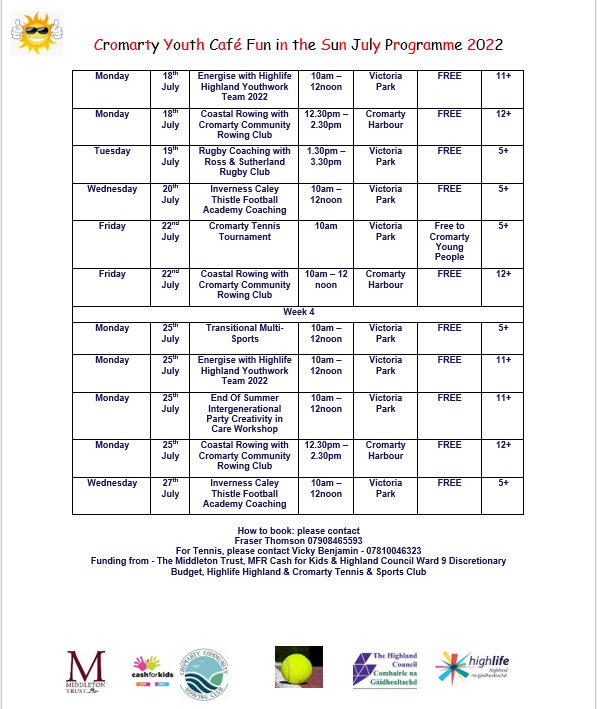 Cromarty Youth Café Fun in the Sun July Programme 2022
Monday 18th July Energise with Highlife Highland Youthwork Team 2022 10am – 12noon Victoria Park FREE 11+
Monday 18th July Coastal Rowing with Cromarty Community Rowing Club 12.30pm – 2.30pm Cromarty Harbour FREE 12+
Tuesday 19th July Rugby Coaching with Ross & Sutherland Rugby Club 1.30pm – 3.30pm Victoria Park FREE 5+
Wednesday 20th July Inverness Caley Thistle Football Academy Coaching 10am – 12noon Victoria Park FREE 5+
Friday 22nd July Cromarty Tennis Tournament 10am Victoria Park Free to Cromarty Young People 5+
Friday 22nd July Coastal Rowing with Cromarty Community Rowing Club 10am – 12 noon Cromarty Harbour FREE 12+
Week 4
Monday 25th July Transitional Multi-Sports 10am – 12noon Victoria Park FREE 5+
Monday 25th July Energise with Highlife Highland Youthwork Team 2022 10am – 12noon Victoria Park FREE 11+
Monday 25th July End Of Summer Intergenerational Party Creativity in Care Workshop 10am – 12noon Victoria Park FREE 11+
Monday 25th July Coastal Rowing with Cromarty Community Rowing Club 12.30pm – 2.30pm Cromarty Harbour FREE 12+
Wednesday 27th July Inverness Caley Thistle Football Academy Coaching 10am – 12noon Victoria Park FREE 5+
How to book: please contact
Fraser Thomson 07908465593
For Tennis, please contact Vicky Benjamin - 07810046323
Funding from - The Middleton Trust, MFR Cash for Kids & Highland Council Ward 9 Discretionary
Budget, Highlife Highland & Cromarty Tennis & Sports Club
M
MIDDLETON
TRUST
cashforkids
CROMARTY COMMUNITY
ROWING CLUB
The Highland
Council
Comhairle na
Gàidhealtachd
highlife
highland
na gàidhealtachd